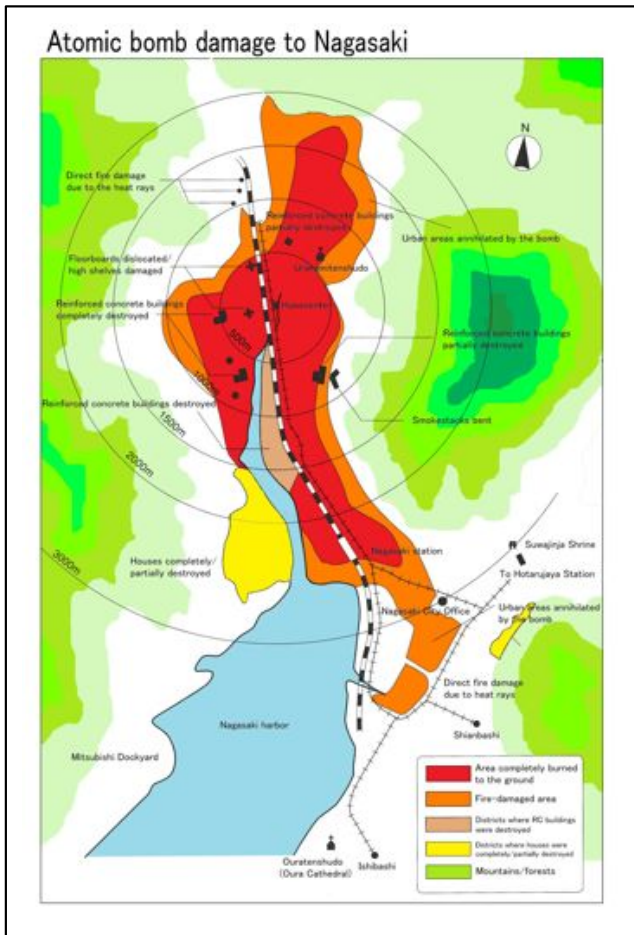 Atomic bomb damage to Nagasaki
N
Direct fire damage
due to the heat rays
Reinforced concrete buildings
partially destroyed
Urban areas annihilated by the bomb
Floorboards dislocated/
high shelves damaged
Urakamitenshudo
Reinforced concrete buildings
completely destroyed
Hypocenter
Reinforced concrete buildings
partially destroyed
500m
1000m
Reinforced concrete buildings destroyed
Smokestacks bent
1500m
2000m
3000m
Houses completely/
partially destroyed
Nagasaki station
Suwajinja Shrine
To Hotarujaya Station
Nagasaki City Office
Urban areas annihilated
by the bomb
Direct fire damage
due to heat rays
Nagasaki harbor
Shianbashi
Mitsubishi Dockyard
Ouratenshudo
(Oura Cathedral)
Ishibashi
Area completely burned
to the ground
Fire-damaged area
Districts where RC buildings
were destroyed
Districts where houses were
completely/partially destroyed
Mountains/forests